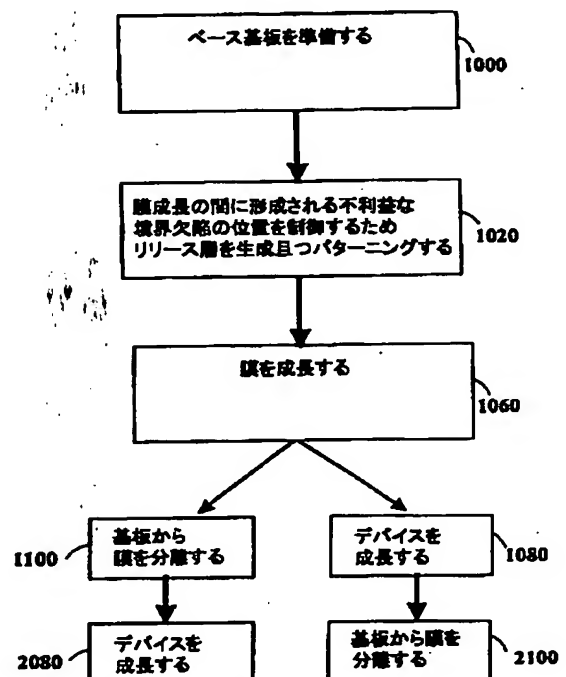 ベース基板を準備する
1000
膜成長の間に形成される不利益な
境界欠陥の位置を制御するため
リリース層を生成且つパターニングする
1020
膜を成長する
1060
基板から
膜を分離する
1100
デバイスを
成長する
1080
デバイスを
成長する
2080
基板から膜を
分離する
2100